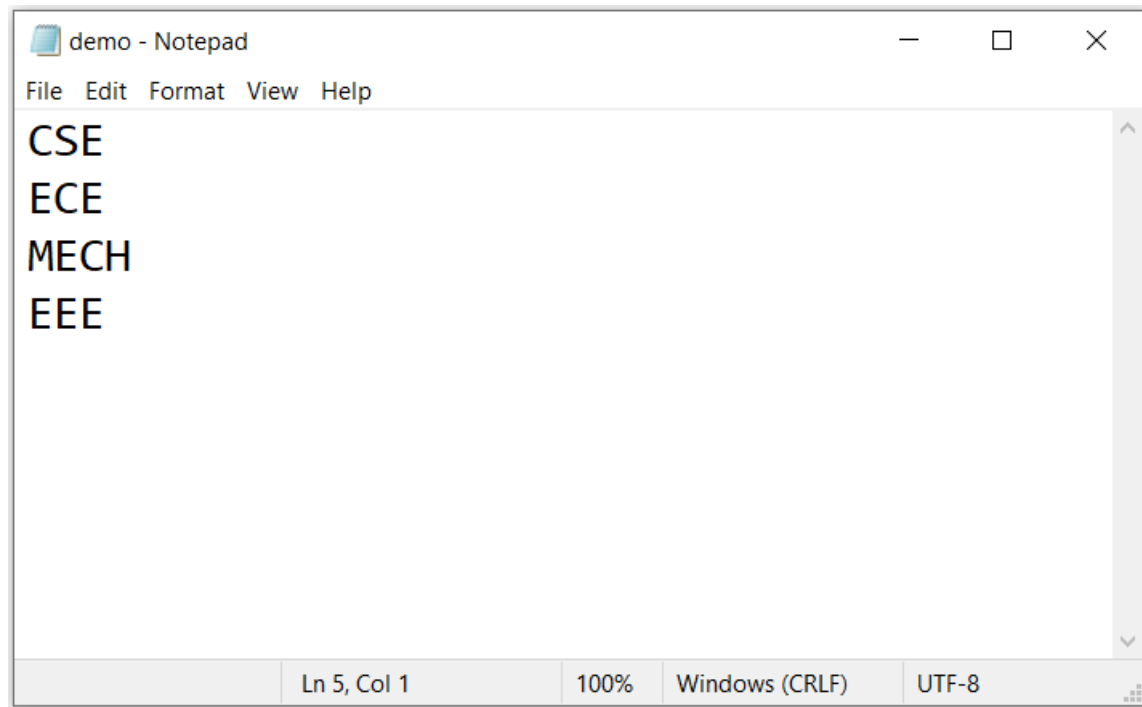 demo - Notepad
File Edit Format View Help
CSE
ECE
MECH
EEE
Ln 5, Col 1 100% Windows (CRLF) UTF-8